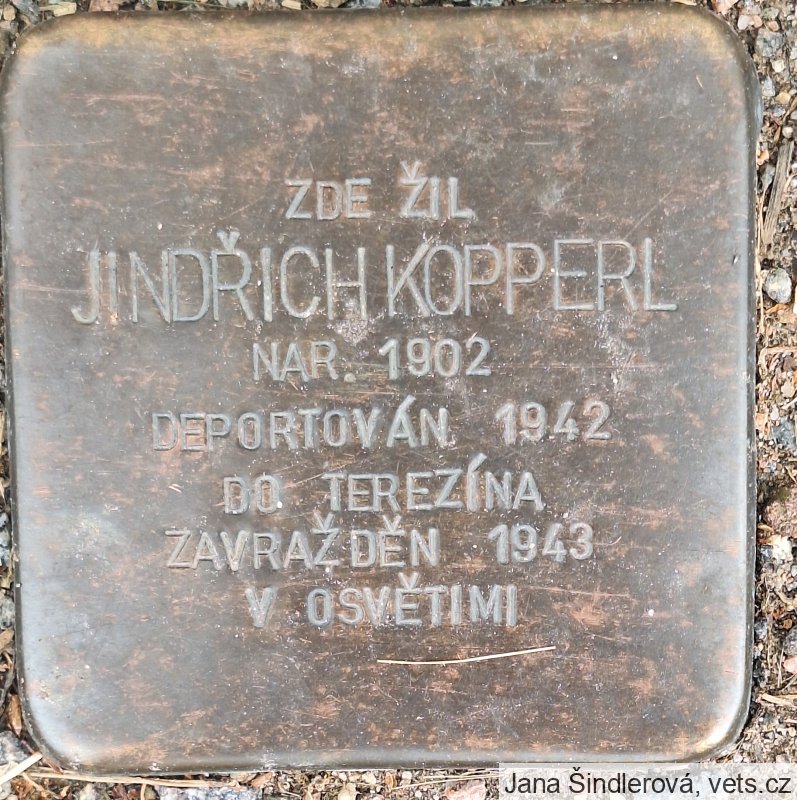 ZDE ŽIL
JINDŘICH KOPPERL
NAR. 1902
DEPORTOVÁN 1942
DO TEREZÍNA
ZAVRAŽDĚN 1943
V OSVĚTIMI
Jana Šindlerová, vets.cz